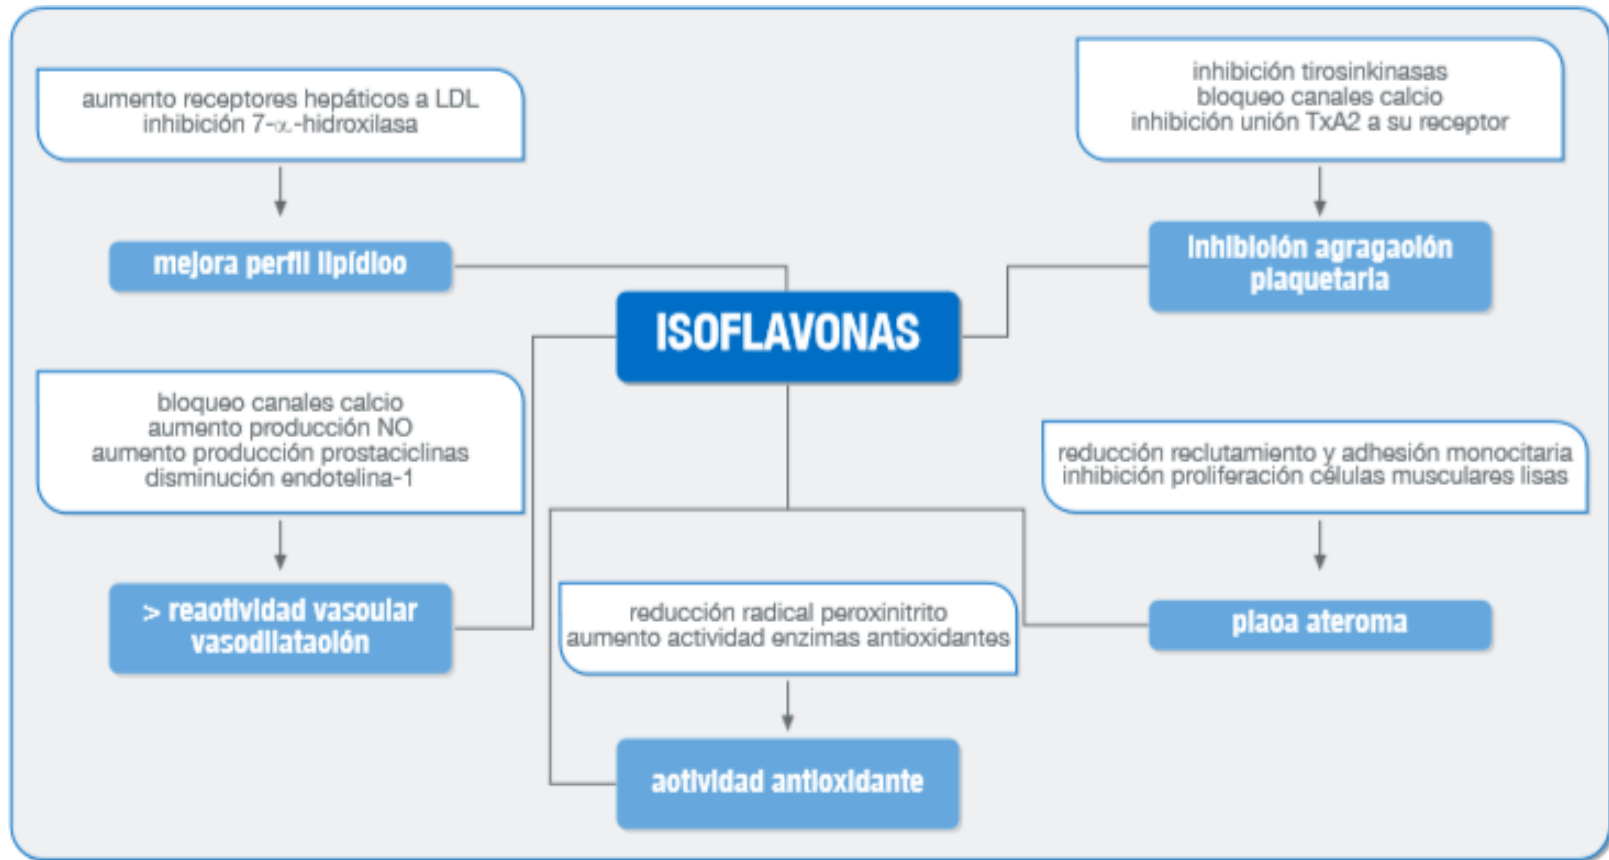 aumento receptores hepáticos a LDL
inhibición 7-α-hidroxilasa
mejora perfil lipídico
inhibición tirosinkinasas
bloqueo canales calcio
inhibición unión TxA2 a su receptor
inhibición agragación
plaquetaria
ISOFLAVONAS
bloqueo canales calcio
aumento producción NO
aumento producción prostaciclinas
disminución endotelina-1
> reactividad vascular
vasodilatación
reducción reclutamiento y adhesión monocitaria
inhibición proliferación células musculares lisas
placa ateroma
reducción radical peroxinitrito
aumento actividad enzimas antioxidantes
actividad antioxidante